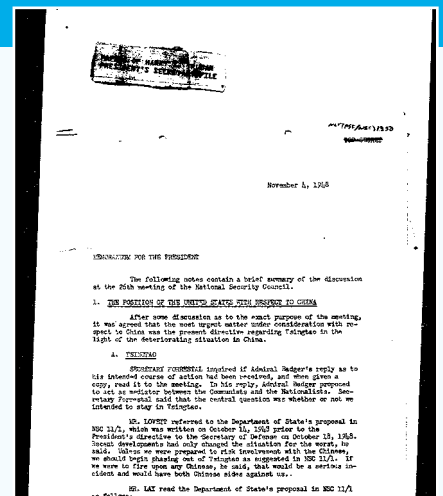 PAPERS OF HARRY S. TRUMAN
PRESIDENT'S SECRETARY'S FILE
November 4, 1948
MEMORANDUM FOR THE PRESIDENT
The following notes contain a brief summary of the discussion
at the 25th meeting of the National Security Council.
1. THE POSITION OF THE UNITED STATES WITH RESPECT TO CHINA
After some discussion as to the exact purpose of the meeting,
it was agreed that the most urgent matter under consideration with re-
spect to China was the present directive regarding Tsingtao in the
light of the deteriorating situation in China.
A. TSINGTAO
SECRETARY FORRESTAL inquired if Admiral Badger's reply as to
his intended course of action had been received, and when given a
copy, read it to the meeting. In his reply, Admiral Badger proposed
to act as mediator between the Communists and the Nationalists. Sec-
retary Forrestal said that the central question was whether or not we
intended to stay in Tsingtao.
MR. LOVETT referred to the Department of State's proposal in
NSC 11/1, which was written on October 14, 1948 prior to the
President's directive to the Secretary of Defense on October 18, 1948.
Recent developments had only changed the situation for the worst, he
said. Unless we were prepared to risk involvement with the Chinese,
we should begin phasing out of Tsingtao as suggested in NSC 11/1. If
we were to fire upon any Chinese, he said, that would be a serious in-
cident and would have both Chinese sides against us.
MR. LAY read the Department of State's proposal in NSC 11/1
as follows: